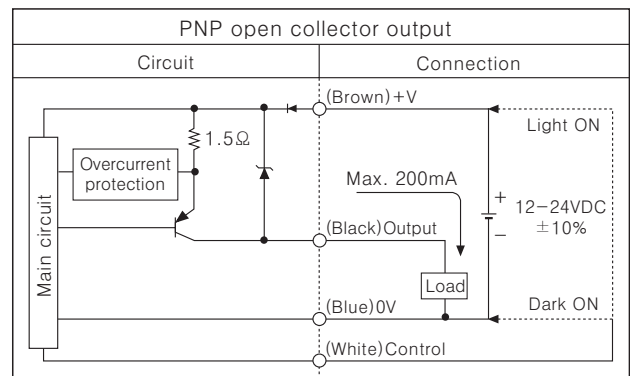 PNP open collector output
Circuit
Connection
(Brown)+V
Light ON
1.5Ω
Overcurrent
protection
Max. 200mA
+
12-24VDC
±10%
−
(Black)Output
Main circuit
Load
(Blue)0V
Dark ON
(White)Control